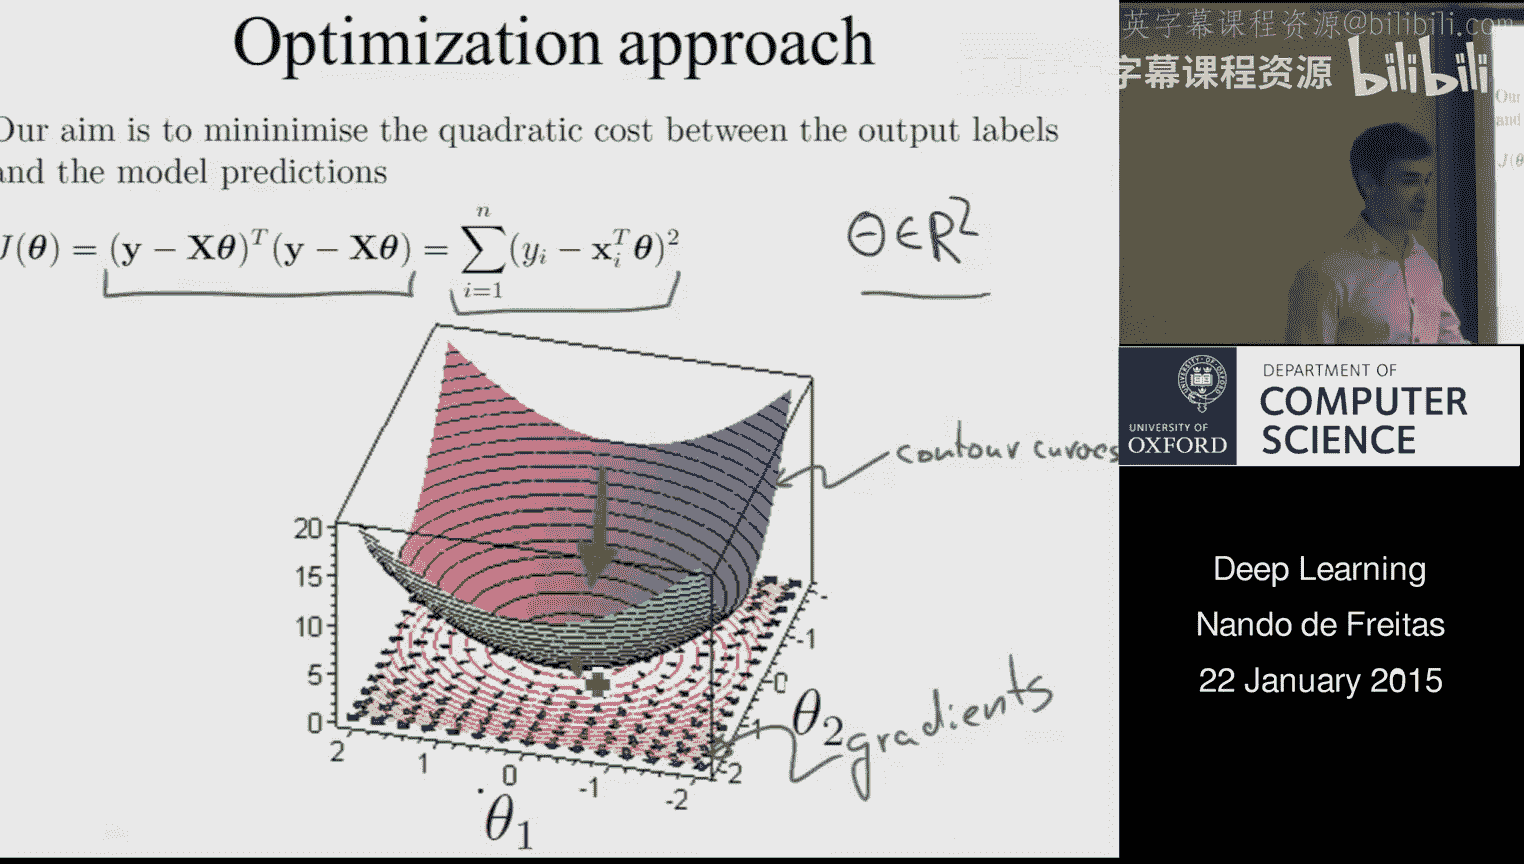 Optimization approach
Our aim is to mininimise the quadratic cost between the output labels
and the model predictions
J(θ) = (y − Xθ)^T (y − Xθ) = ∑_{i=1}^{n} (y_i − x_i^T θ)^2
Θ∈R^2
contour curves
gradients
20
15
10
5
0
2
1
0
-1
-2
θ_1
-
-1
0
1
-2
θ_2
英字幕课程资源@bilibili.com
字幕课程资源 bilibili
Our
and
J(θ
UNIVERSITY OF
OXFORD
DEPARTMENT OF
COMPUTER
SCIENCE
Deep Learning
Nando de Freitas
22 January 2015